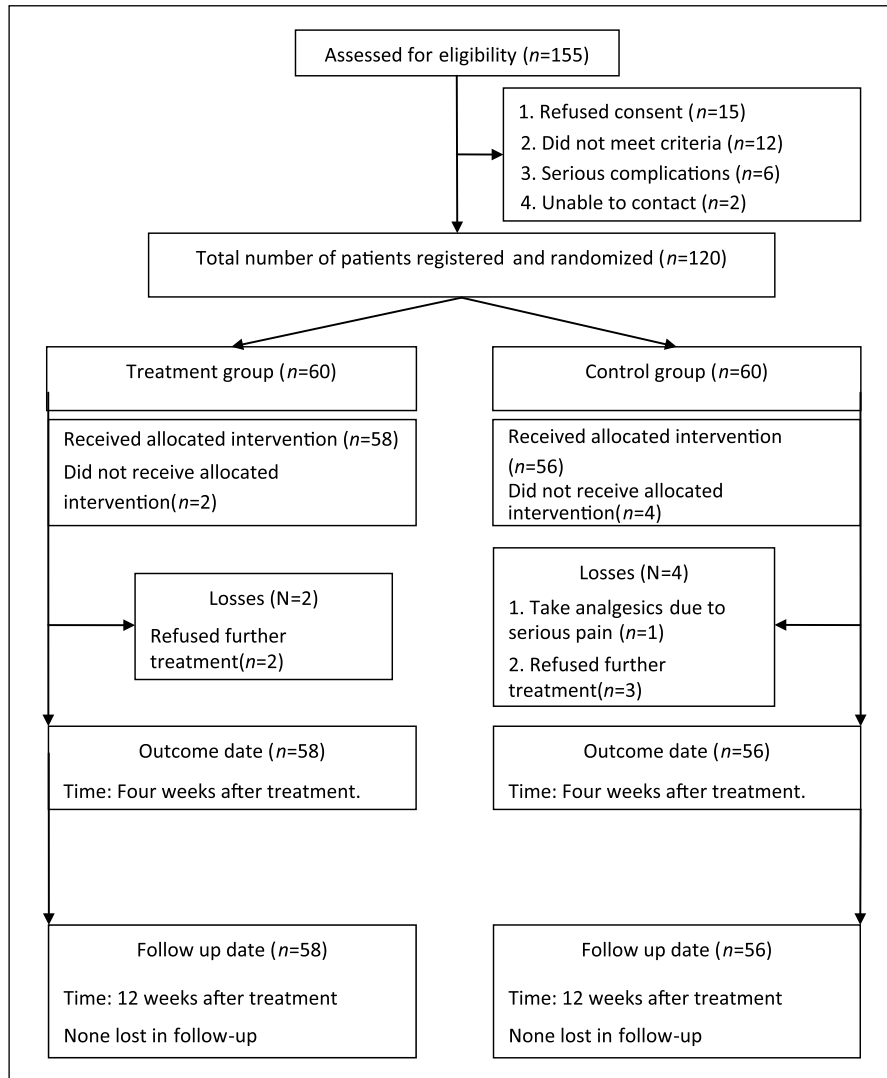 Assessed for eligibility (n=155)
1. Refused consent (n=15)
2. Did not meet criteria (n=12)
3. Serious complications (n=6)
4. Unable to contact (n=2)
Total number of patients registered and randomized (n=120)
Treatment group (n=60)
Received allocated intervention (n=58)
Did not receive allocated
intervention(n=2)
Losses (N=2)
Refused further
treatment(n=2)
Outcome date (n=58)
Time: Four weeks after treatment.
Follow up date (n=58)
Time: 12 weeks after treatment
None lost in follow-up
Control group (n=60)
Received allocated intervention
(n=56)
Did not receive allocated
intervention(n=4)
Losses (N=4)
1. Take analgesics due to
serious pain (n=1)
2. Refused further
treatment(n=3)
Outcome date (n=56)
Time: Four weeks after treatment.
Follow up date (n=56)
Time: 12 weeks after treatment
None lost in follow-up